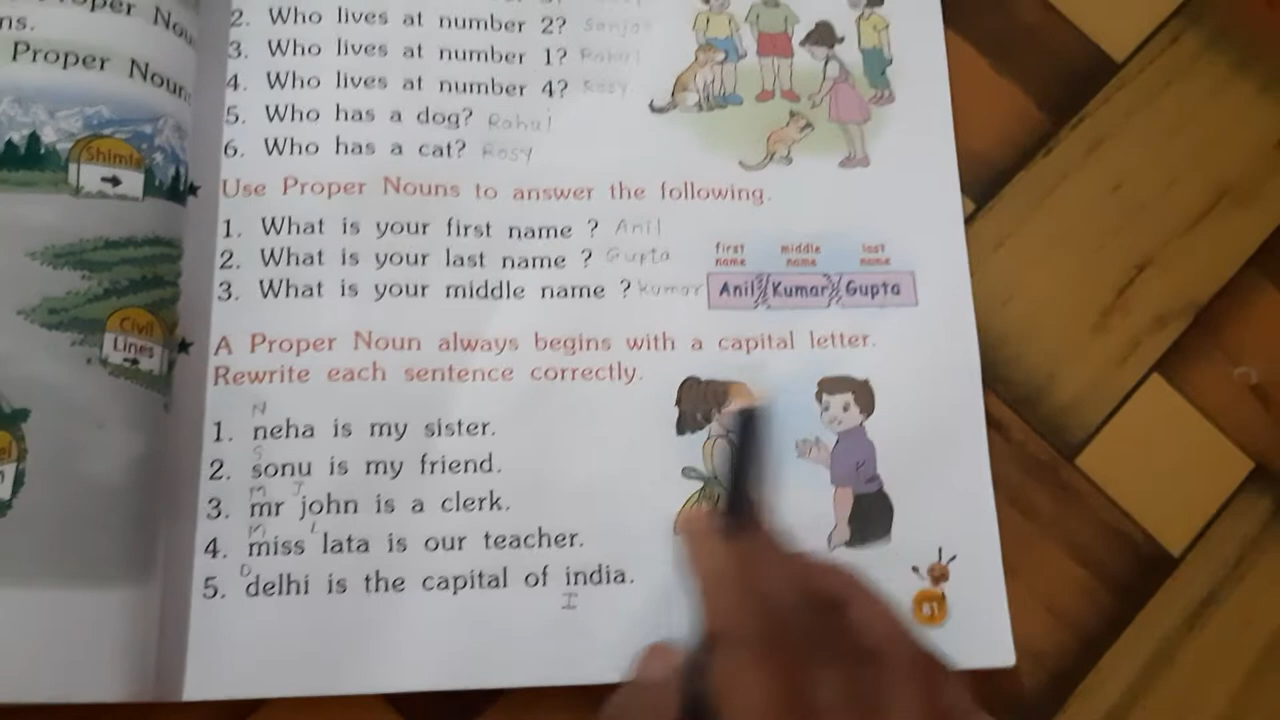 Proper Nou
ns.
Proper Noun
Shimla
Civil
Lines
2. Who lives at number 2? Sanjo
3. Who lives at number 1? Rahul
4. Who lives at number 4? Rosy
5. Who has a dog? Rahul
6. Who has a cat? Rosy
Use Proper Nouns to answer the following.
1. What is your first name ? Anil
2. What is your last name ? Gupta
3. What is your middle name ? Kumar
first name middle name last name
Anil Kumar Gupta
A Proper Noun always begins with a capital letter.
Rewrite each sentence correctly.
N
1. neha is my sister.
S
2. sonu is my friend.
M J
3. mr john is a clerk.
M L
4. miss lata is our teacher.
D
5. delhi is the capital of india.
I
81